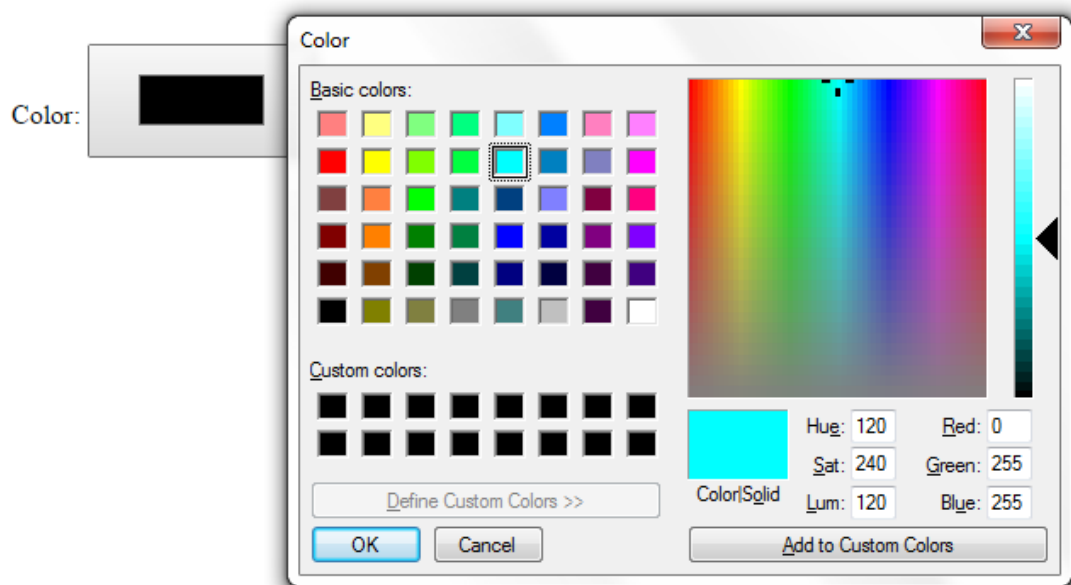 Color
Basic colors:
Color:
Custom colors:
Define Custom Colors >>
OK Cancel
Hue: 120 Red: 0
Sat: 240 Green: 255
Color|Solid
Lum: 120 Blue: 255
Add to Custom Colors